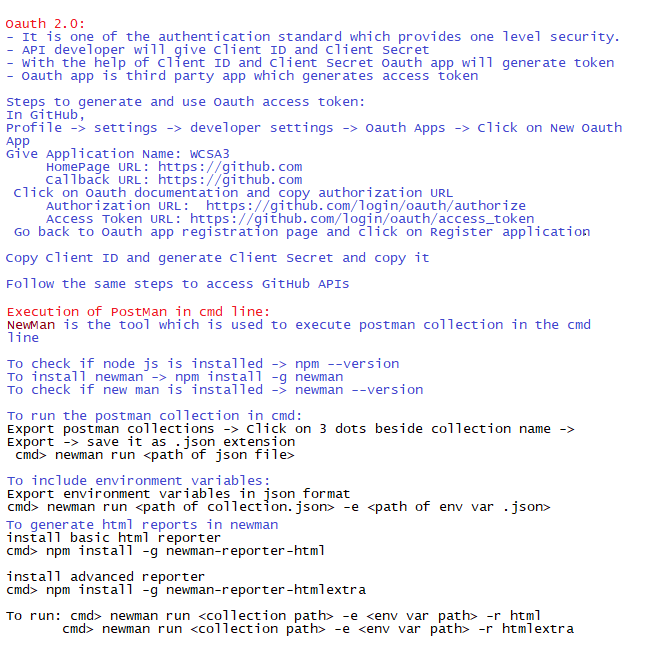 Oauth 2.0:
- It is one of the authentication standard which provides one level security.
- API developer will give Client ID and Client Secret
- With the help of Client ID and Client Secret Oauth app will generate token
- Oauth app is third party app which generates access token
Steps to generate and use Oauth access token:
In GitHub,
Profile -> settings -> developer settings -> Oauth Apps -> Click on New Oauth
App
Give Application Name: WCSA3
HomePage URL: https://github.com
Callback URL: https://github.com
Click on Oauth documentation and copy authorization URL
Authorization URL:  https://github.com/login/oauth/authorize
Access Token URL: https://github.com/login/oauth/access_token
Go back to Oauth app registration page and click on Register application
Copy Client ID and generate Client Secret and copy it
Follow the same steps to access GitHub APIs
Execution of PostMan in cmd line:
NewMan is the tool which is used to execute postman collection in the cmd
line
To check if node js is installed -> npm --version
To install newman -> npm install -g newman
To check if new man is installed -> newman --version
To run the postman collection in cmd:
Export postman collections -> Click on 3 dots beside collection name ->
Export -> save it as .json extension
cmd> newman run <path of json file>
To include environment variables:
Export environment variables in json format
cmd> newman run <path of collection.json> -e <path of env var .json>
To generate html reports in newman
install basic html reporter
cmd> npm install -g newman-reporter-html
install advanced reporter
cmd> npm install -g newman-reporter-htmlextra
To run: cmd> newman run <collection path> -e <env var path> -r html
cmd> newman run <collection path> -e <env var path> -r htmlextra